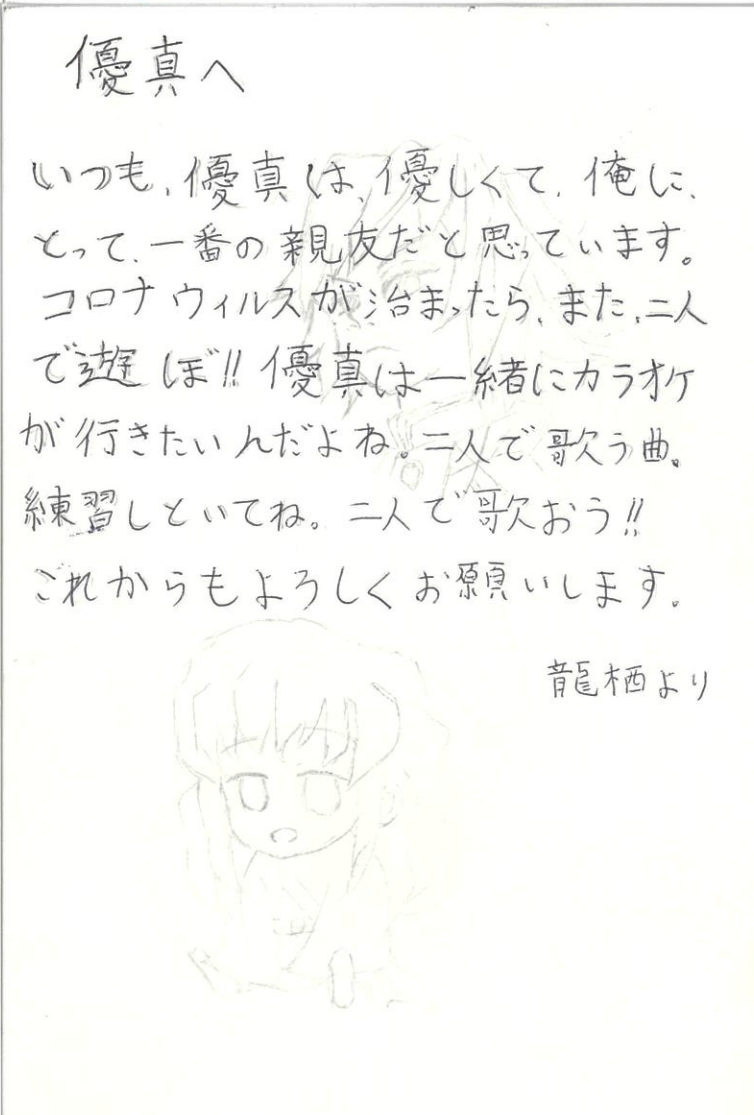 優真へ
いつも、優真は、優しくて、俺に、
とって、一番の親友だと思っています。
コロナウィルスが治まったら、また、二人
で遊ぼ!! 優真は一緒にカラオケ
が行きたいんだよね。二人で歌う曲。
練習しといてね。二人で歌おう!!
これからもよろしくお願いします。
龍栖より